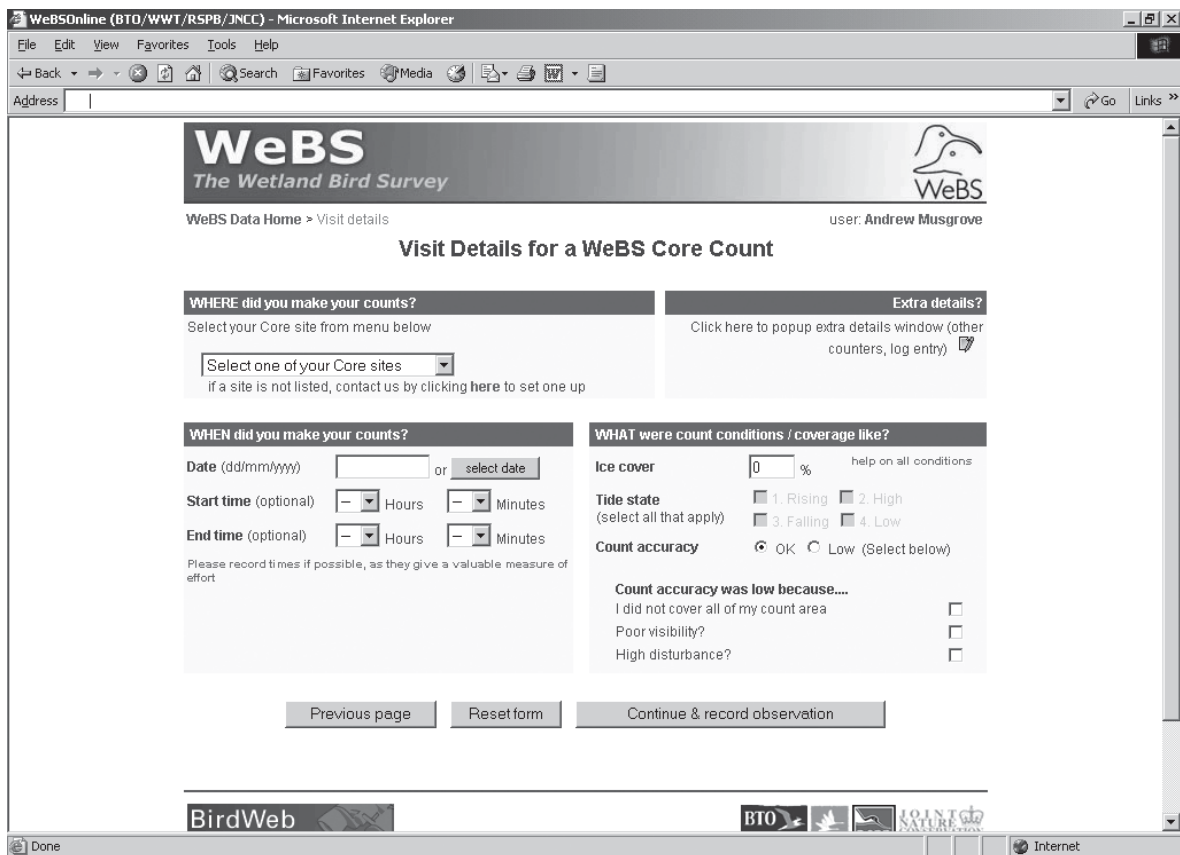 WeBSOnline (BTO/WWT/RSPB/JNCC) - Microsoft Internet Explorer
File Edit View Favorites Tools Help
Back Search Favorites Media
Address Go Links »
WeBS
The Wetland Bird Survey
WeBS
WeBS Data Home > Visit details user: Andrew Musgrove
Visit Details for a WeBS Core Count
WHERE did you make your counts?
Select your Core site from menu below
Select one of your Core sites
if a site is not listed, contact us by clicking here to set one up
Extra details?
Click here to popup extra details window (other
counters, log entry)
WHEN did you make your counts?
Date (dd/mm/yyyy) or select date
Start time (optional) – Hours – Minutes
End time (optional) – Hours – Minutes
Please record times if possible, as they give a valuable measure of
effort
WHAT were count conditions / coverage like?
Ice cover 0 % help on all conditions
Tide state 1. Rising 2. High
(select all that apply) 3. Falling 4. Low
Count accuracy OK Low (Select below)
Count accuracy was low because....
I did not cover all of my count area
Poor visibility?
High disturbance?
Previous page Reset form Continue & record observation
BirdWeb BTO JOINT
NATURE
Done Internet